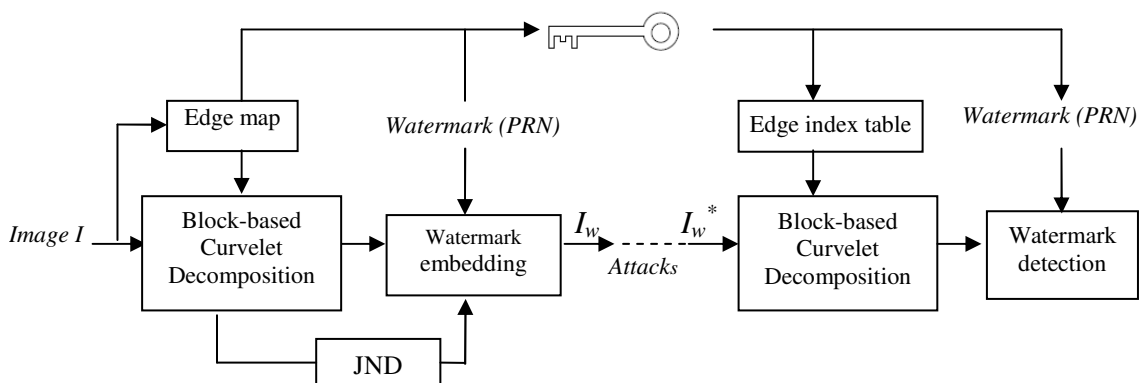 Edge map
Watermark (PRN)
Edge index table
Watermark (PRN)
Image I
Block-based
Curvelet
Decomposition
Watermark
embedding
I_w
I_w*
Attacks
Block-based
Curvelet
Decomposition
Watermark
detection
JND